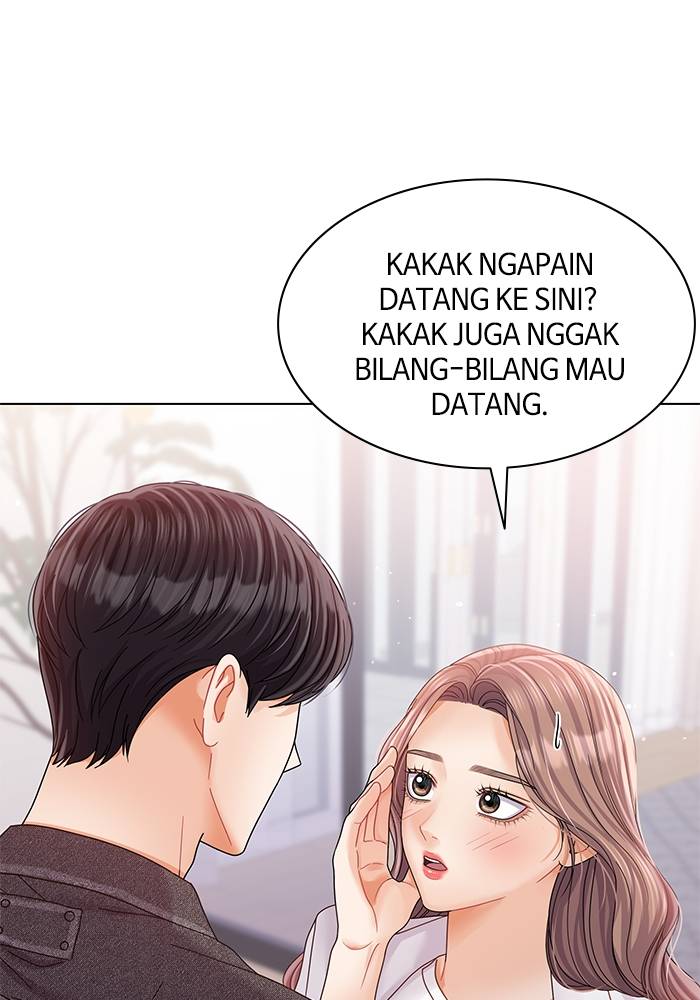 KAKAK NGAPAIN
DATANG KE SINI?
KAKAK JUGA NGGAK
BILANG-BILANG MAU
DATANG.